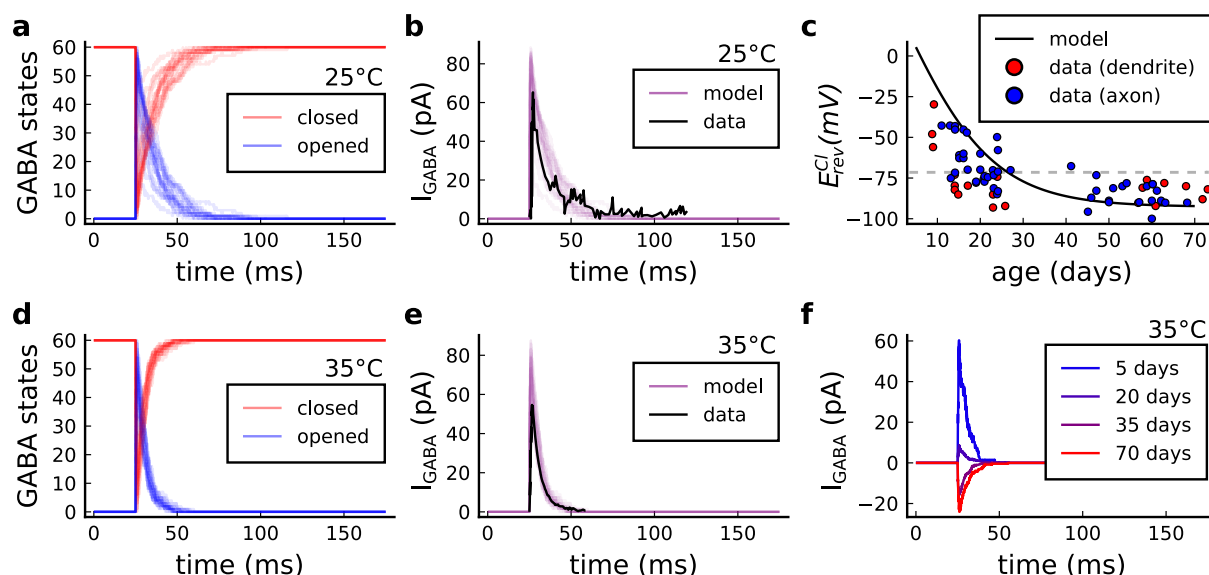 a
60
50
40
30
20
10
0
GABA states
25°C
closed
opened
0
50
100
150
time (ms)
b
80
60
40
20
0
I_GABA (pA)
25°C
model
data
0
50
100
150
time (ms)
c
0
−25
−50
−75
−100
E^Cl_rev (mV)
model
data (dendrite)
data (axon)
10
20
30
40
50
60
70
age (days)
d
60
50
40
30
20
10
0
GABA states
35°C
closed
opened
0
50
100
150
time (ms)
e
80
60
40
20
0
I_GABA (pA)
35°C
model
data
0
50
100
150
time (ms)
f
60
40
20
0
−20
I_GABA (pA)
35°C
5 days
20 days
35 days
70 days
0
50
100
150
time (ms)